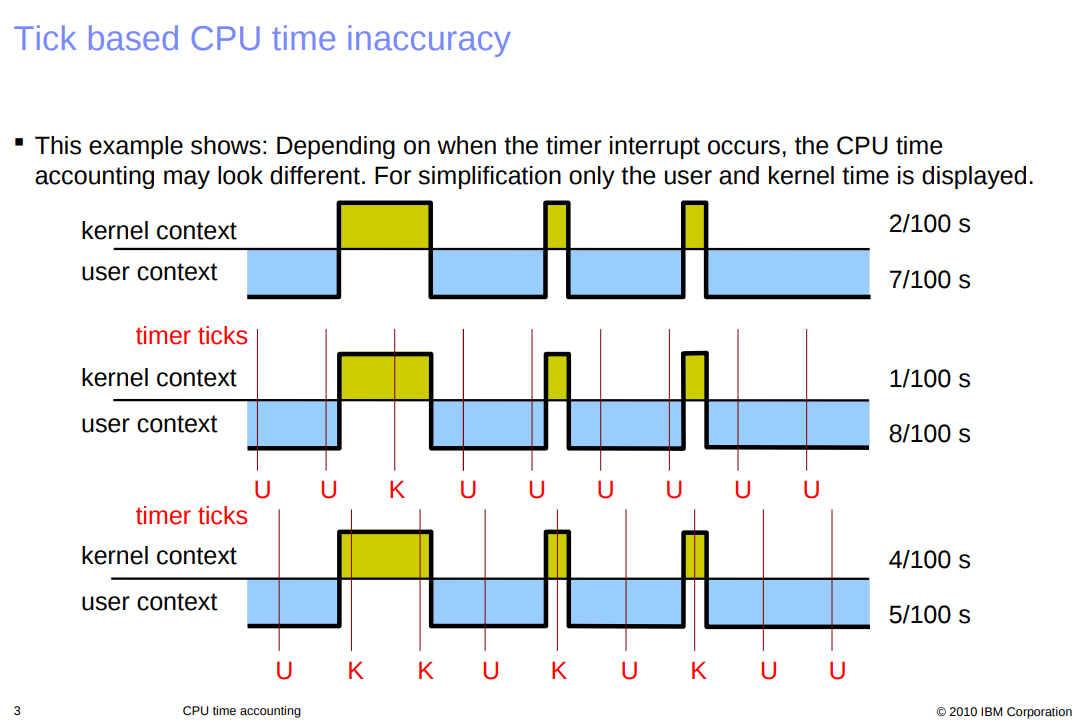 Tick based CPU time inaccuracy
▪ This example shows: Depending on when the timer interrupt occurs, the CPU time
accounting may look different. For simplification only the user and kernel time is displayed.
kernel context 2/100 s
user context 7/100 s
timer ticks
kernel context 1/100 s
user context 8/100 s
U U K U U U U U U
timer ticks
kernel context 4/100 s
user context 5/100 s
U K K U K U K U U
3 CPU time accounting © 2010 IBM Corporation